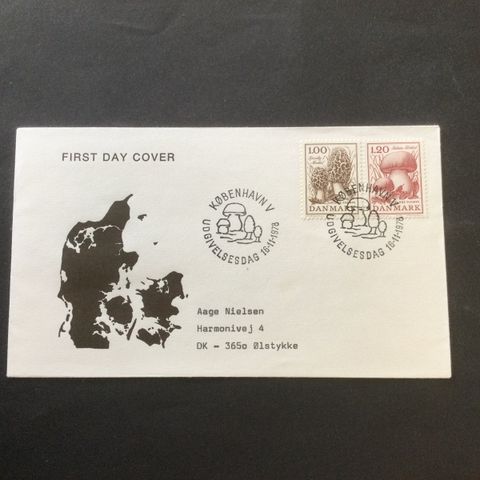 FIRST DAY COVER
1.00
DANMARK
1.20
DANMARK
KØBENHAVN V
UDGIVELSESDAG 16-11-1978
KØBENHAVN V
UDGIVELSESDAG 16-11-1978
Aage Nielsen
Harmonivej 4
DK - 365o Ølstykke